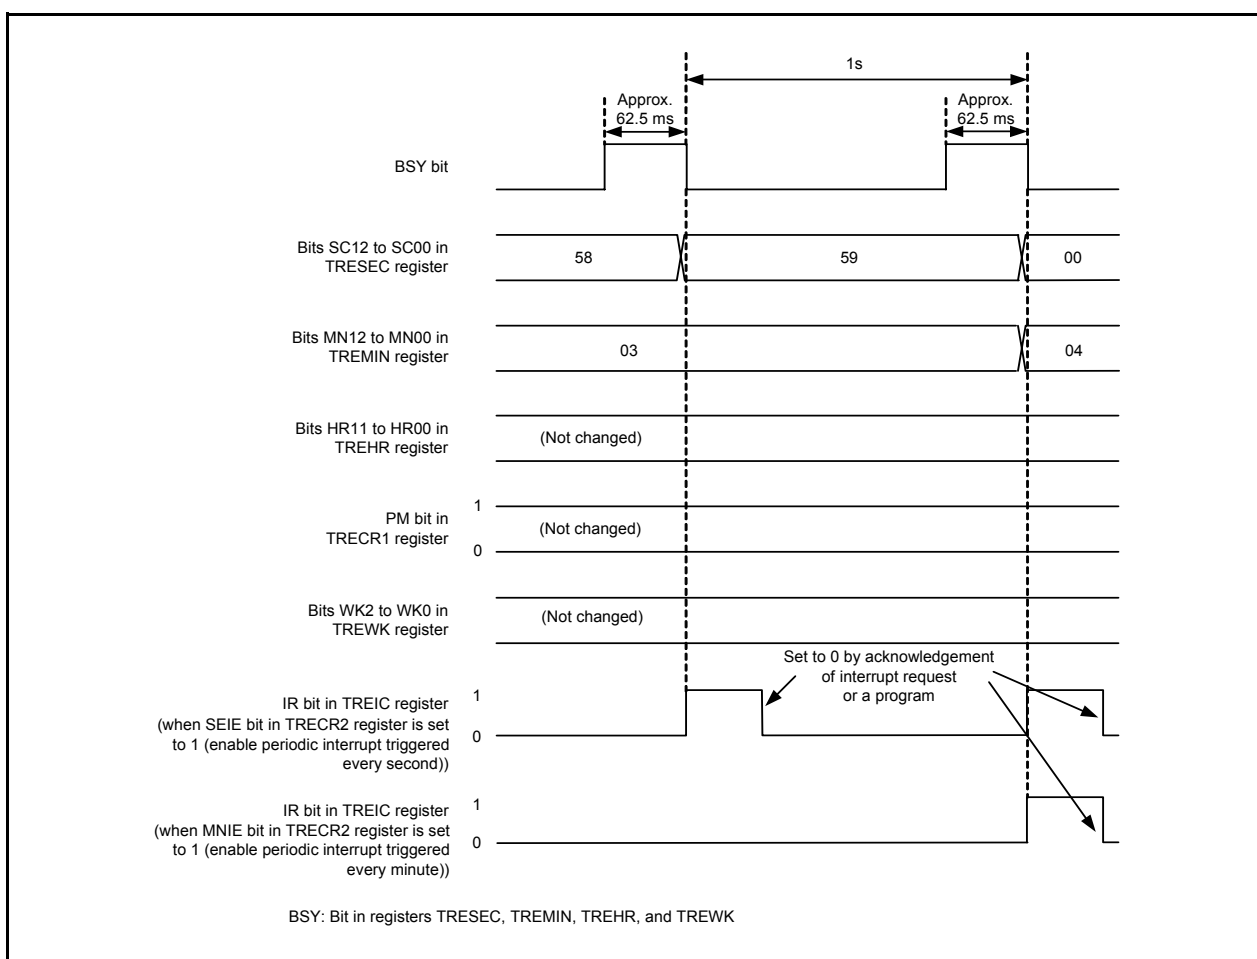 1s
Approx.
62.5 ms
Approx.
62.5 ms
BSY bit
Bits SC12 to SC00 in
TRESEC register
58
59
00
Bits MN12 to MN00 in
TREMIN register
03
04
Bits HR11 to HR00 in
TREHR register
(Not changed)
PM bit in
TRECR1 register
1
0
(Not changed)
Bits WK2 to WK0 in
TREWK register
(Not changed)
Set to 0 by acknowledgement
of interrupt request
or a program
IR bit in TREIC register
(when SEIE bit in TRECR2 register is set
to 1 (enable periodic interrupt triggered
every second))
1
0
IR bit in TREIC register
(when MNIE bit in TRECR2 register is set
to 1 (enable periodic interrupt triggered
every minute))
1
0
BSY: Bit in registers TRESEC, TREMIN, TREHR, and TREWK